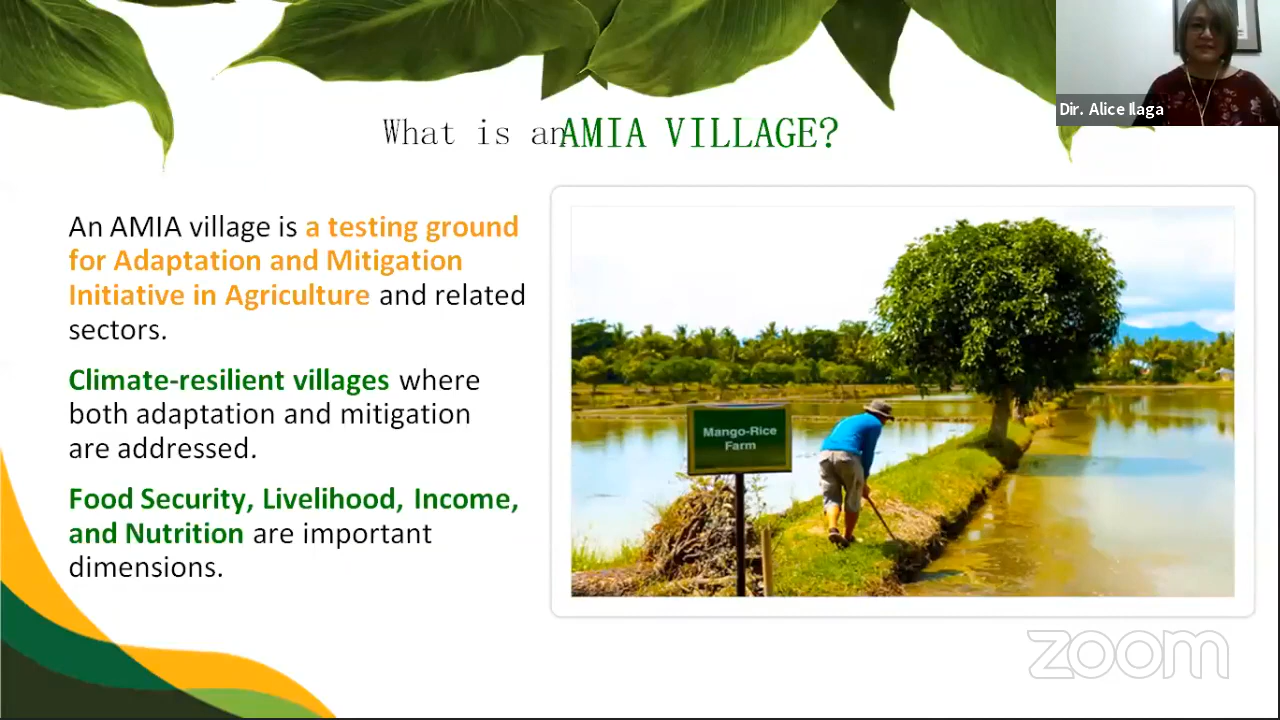 Dir. Alice Ilaga
What is an AMIA VILLAGE?
An AMIA village is a testing ground
for Adaptation and Mitigation
Initiative in Agriculture and related
sectors.
Climate-resilient villages where
both adaptation and mitigation
are addressed.
Food Security, Livelihood, Income,
and Nutrition are important
dimensions.
Mango-Rice
Farm
zoom